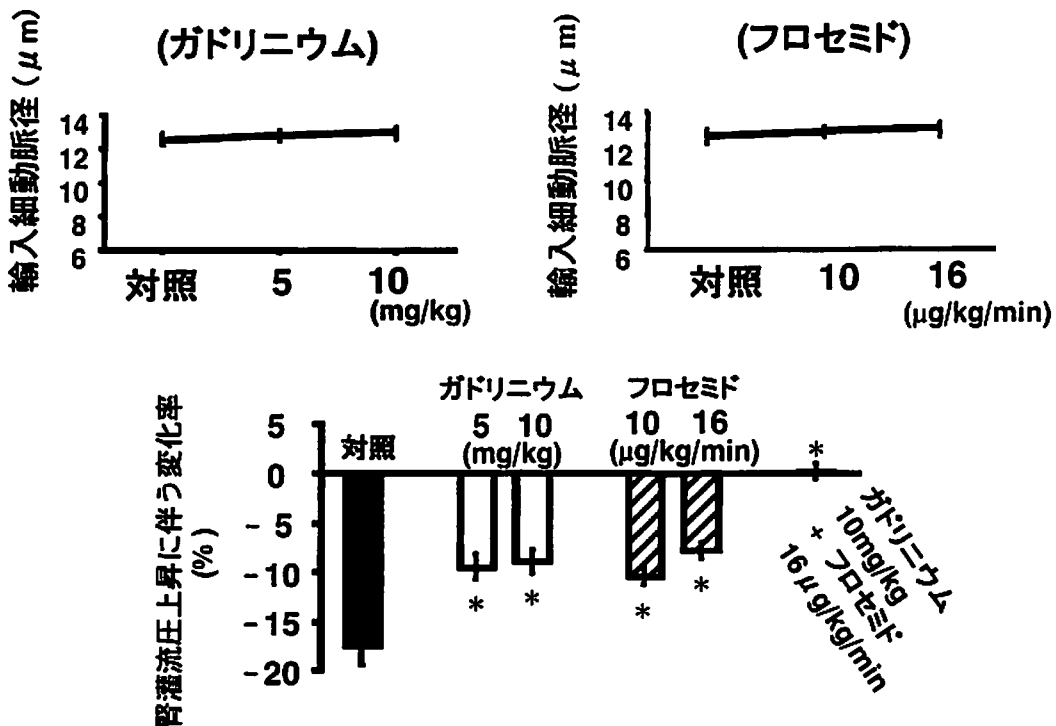 (ガドリニウム)
輸入細動脈径 (μm)
14
12
10
8
6
対照 5 10
(mg/kg)
(フロセミド)
輸入細動脈径 (μm)
14
12
10
8
6
対照 10 16
(μg/kg/min)
腎灌流圧上昇に伴う変化率
(%)
5
0
-5
-10
-15
-20
対照
ガドリニウム
5 10
(mg/kg)
フロセミド
10 16
(μg/kg/min)
*
*
*
*
*
ガドリニウム
10mg/kg
+ フロセミド
16μg/kg/min